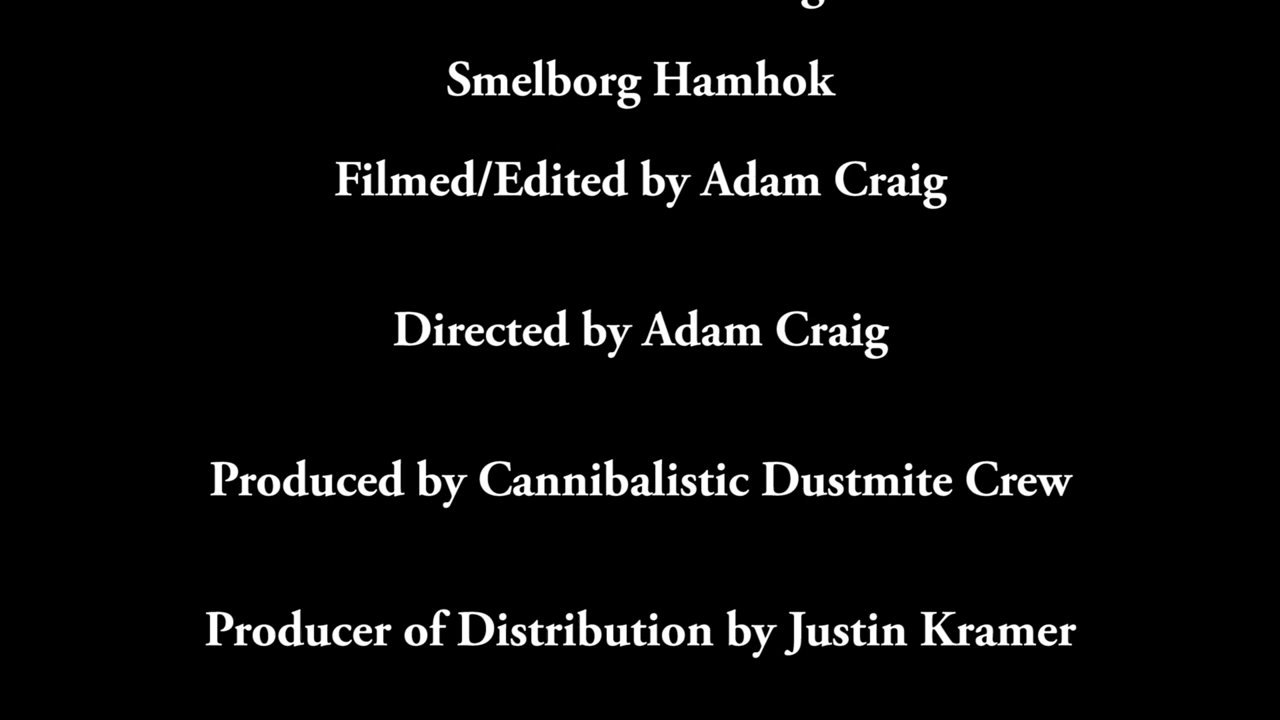 Smelborg Hamhok
Filmed/Edited by Adam Craig
Directed by Adam Craig
Produced by Cannibalistic Dustmite Crew
Producer of Distribution by Justin Kramer